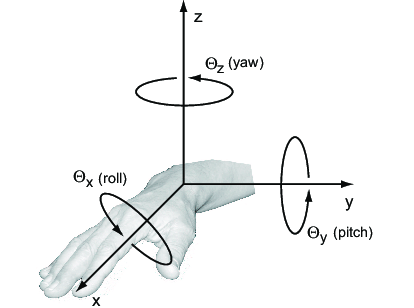 z
Θz (yaw)
Θx (roll)
y
Θy (pitch)
x